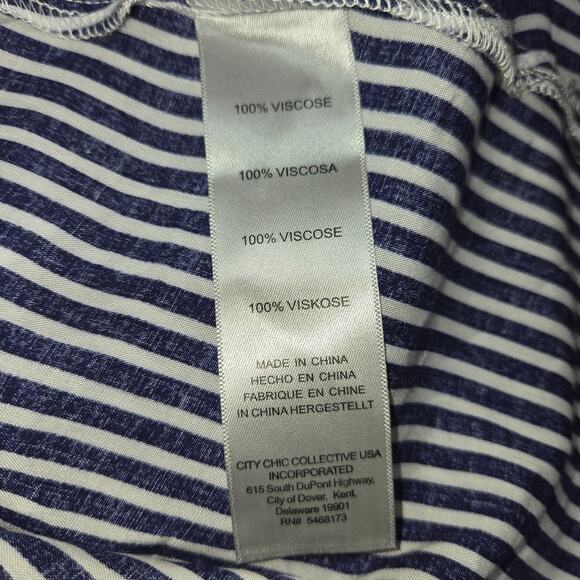 100% VISCOSE
100% VISCOSA
100% VISCOSE
100% VISKOSE
MADE IN CHINA
HECHO EN CHINA
FABRIQUE EN CHINE
IN CHINA HERGESTELLT
CITY CHIC COLLECTIVE USA
INCORPORATED
615 South DuPont Highway,
City of Dover, Kent,
Delaware 19901
RN# 5468173